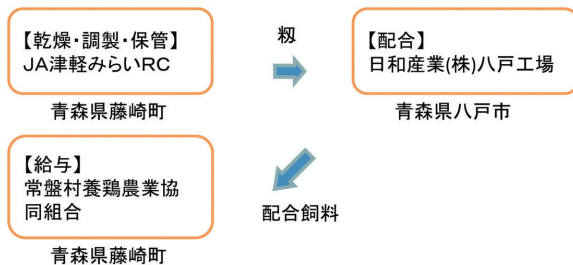 【乾燥・調製・保管】
JA津軽みらいRC
青森県藤崎町
籾
【配合】
日和産業(株)八戸工場
青森県八戸市
配合飼料
【給与】
常盤村養鶏農業協
同組合
青森県藤崎町